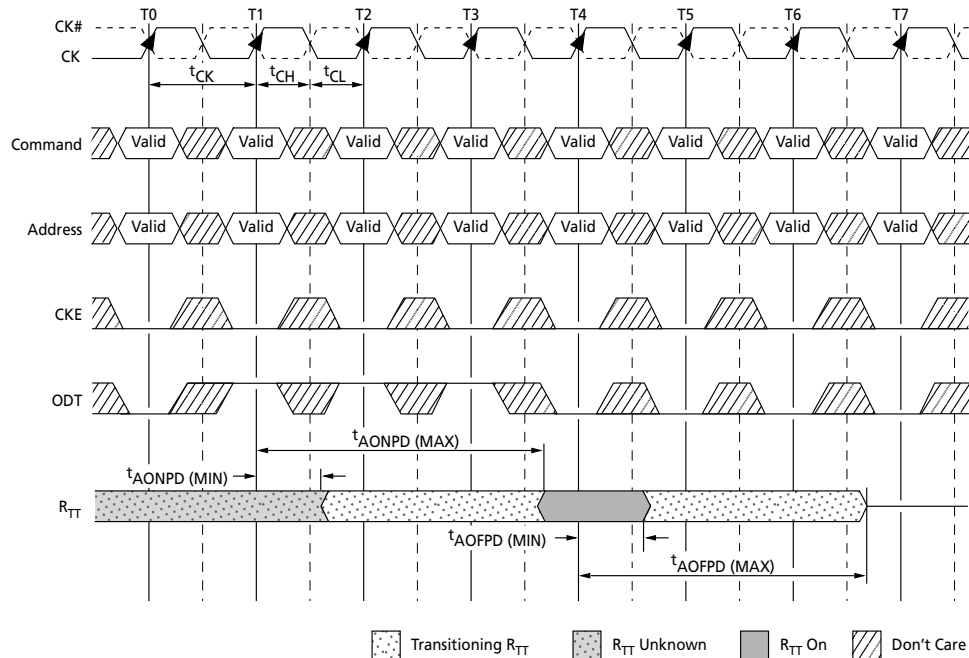 T0 T1 T2 T3 T4 T5 T6 T7
CK#
CK
tCK tCH tCL
Command Valid Valid Valid Valid Valid Valid Valid Valid
Address Valid Valid Valid Valid Valid Valid Valid Valid
CKE
ODT
tAONPD (MAX)
tAONPD (MIN)
RTT
tAOFPD (MIN)
tAOFPD (MAX)
Transitioning RTT RTT Unknown RTT On Don't Care